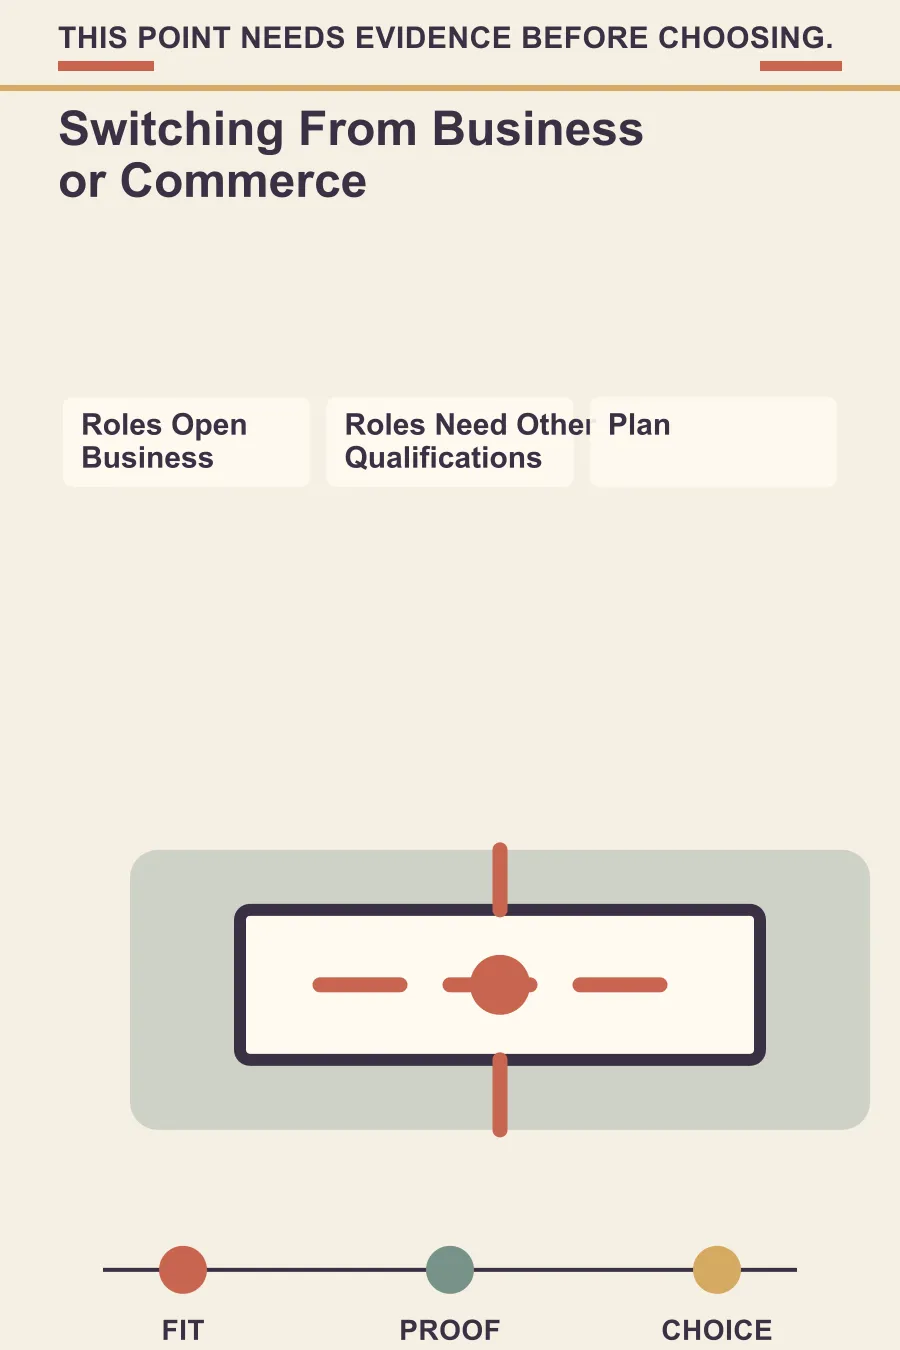 THIS POINT NEEDS EVIDENCE BEFORE CHOOSING.
Switching From Business
or Commerce
Roles Open
Business
Roles Need Other
Qualifications
Plan
FIT
PROOF
CHOICE